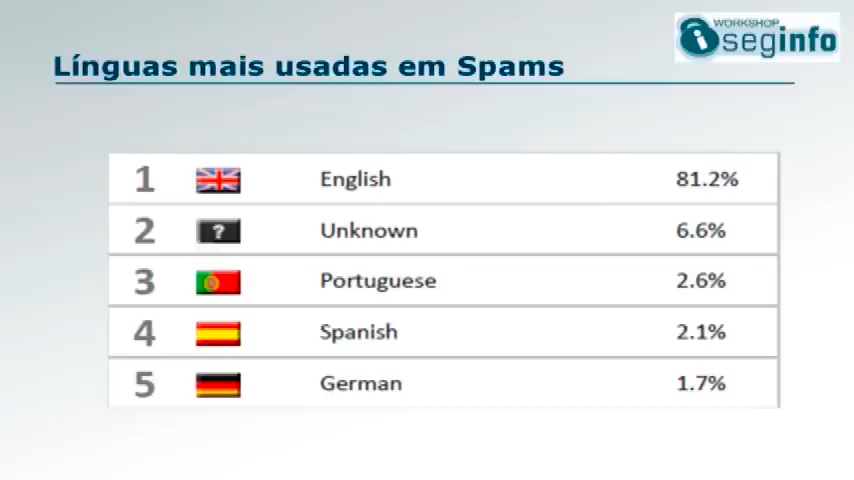 WORKSHOP
seginfo
Línguas mais usadas em Spams
1 English 81.2%
2 ? Unknown 6.6%
3 Portuguese 2.6%
4 Spanish 2.1%
5 German 1.7%